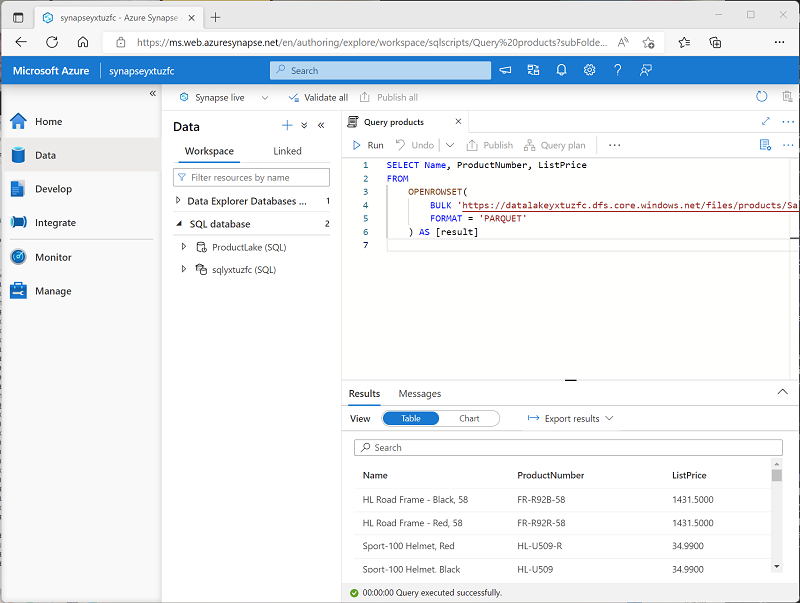 synapseyxtuzfc - Azure Synapse
https://ms.web.azuresynapse.net/en/authoring/explore/workspace/sqlscripts/Query%20products?subFolde...
Microsoft Azure synapseyxtuzfc Search
Synapse live Validate all Publish all
Home
Data
Develop
Integrate
Monitor
Manage
Data
Workspace Linked
Filter resources by name
Data Explorer Databases ... 1
SQL database 2
ProductLake (SQL)
sqlyxtuzfc (SQL)
Query products
Run Undo Publish Query plan
1 SELECT Name, ProductNumber, ListPrice
2 FROM
3 OPENROWSET(
4 BULK 'https://datalakeyxtuzfc.dfs.core.windows.net/files/products/Sa
5 FORMAT = 'PARQUET'
6 ) AS [result]
7
Results Messages
View Table Chart Export results
Search
Name ProductNumber ListPrice
HL Road Frame - Black, 58 FR-R92B-58 1431.5000
HL Road Frame - Red, 58 FR-R92R-58 1431.5000
Sport-100 Helmet, Red HL-U509-R 34.9900
Sport-100 Helmet, Black HL-U509 34.9900
00:00:00 Query executed successfully.